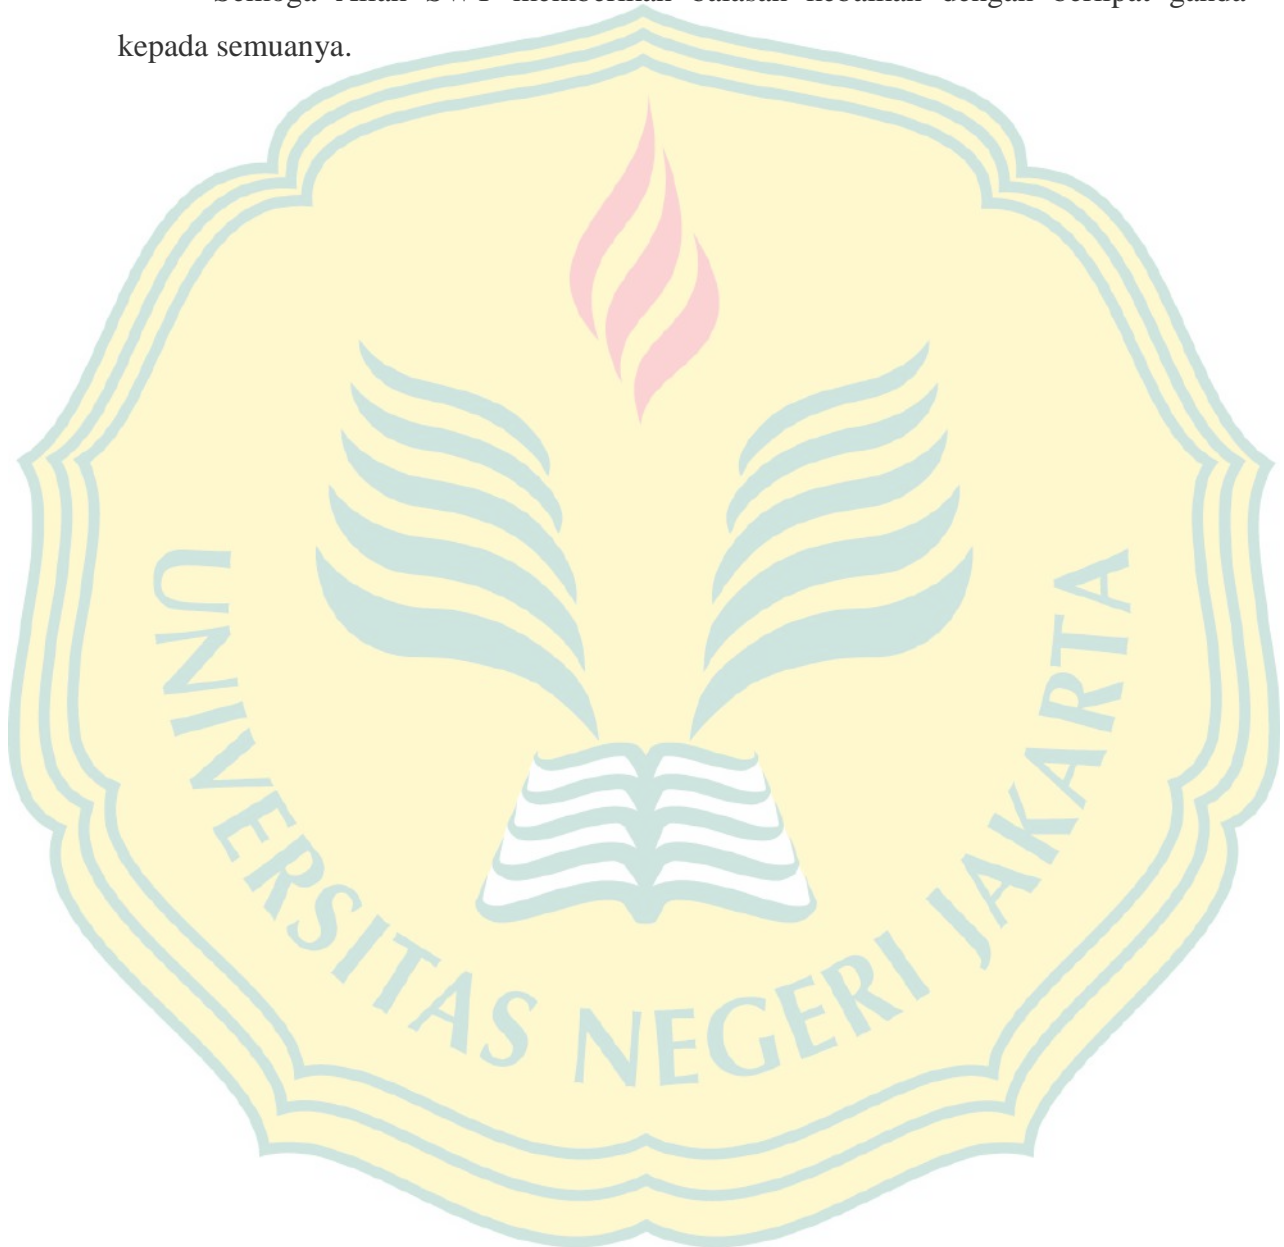 Semoga Allah SWT memberikan balasan kebaikan dengan berlipat ganda
kepada semuanya.
UNIVERSITAS NEGERI JAKARTA